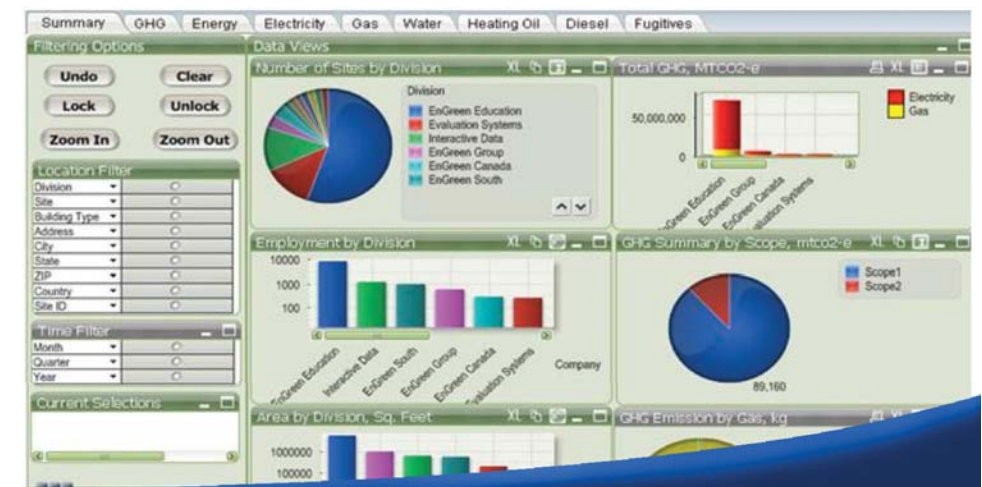 Summary GHG Energy Electricity Gas Water Heating Oil Diesel Fugitives
Filtering Options
Undo Clear
Lock Unlock
Zoom In Zoom Out
Location Filter
Division
Site
Building Type
Address
City
State
ZIP
Country
Site ID
Time Filter
Month
Quarter
Year
Current Selections
Data Views
Number of Sites by Division XL
Division
EnGreen Education
Evaluation Systems
Interactive Data
EnGreen Group
EnGreen Canada
EnGreen South
Total GHG, MTCO2-e XL
Electricity
Gas
50,000,000
0
EnGreen Education
EnGreen Group
EnGreen Canada
Evaluation Systems
Employment by Division XL
10000
1000
100
EnGreen Education
Interactive Data
EnGreen South
EnGreen Group
EnGreen Canada
Evaluation Systems
Company
GHG Summary by Scope, mtco2-e XL
Scope1
Scope2
89,160
Area by Division, Sq. Feet XL
1000000
100000
GHG Emission by Gas, kg